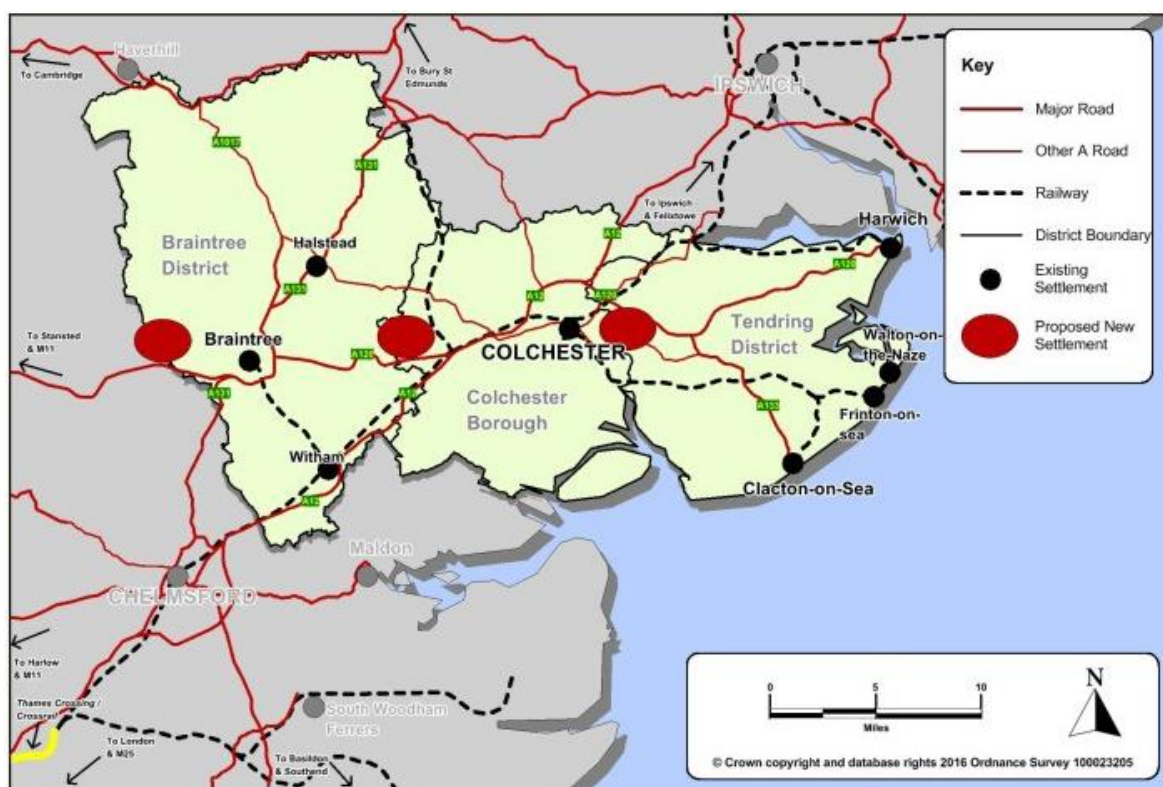 Haverhill
To Cambridge
To Bury St
Edmunds
IPSWICH
A1017
A131
To Ipswich
& Felixtowe
Harwich
Braintree
District
Halstead
A12
A120
A131
A12
A120
To Stansted
& M11
Braintree
A120
COLCHESTER
Tendring
District
Walton-on-
the-Naze
A131
A12
Colchester
Borough
A133
Frinton-on-
sea
Witham
Clacton-on-Sea
A12
Maldon
CHELMSFORD
To Harlow
& M11
Thames Crossing /
Crossrail
South Woodham
Ferrers
To London
& M25
To Basildon
& Southend
Key
Major Road
Other A Road
Railway
District Boundary
Existing
Settlement
Proposed New
Settlement
0 5 10
Miles
N
© Crown copyright and database rights 2016 Ordnance Survey 100023205